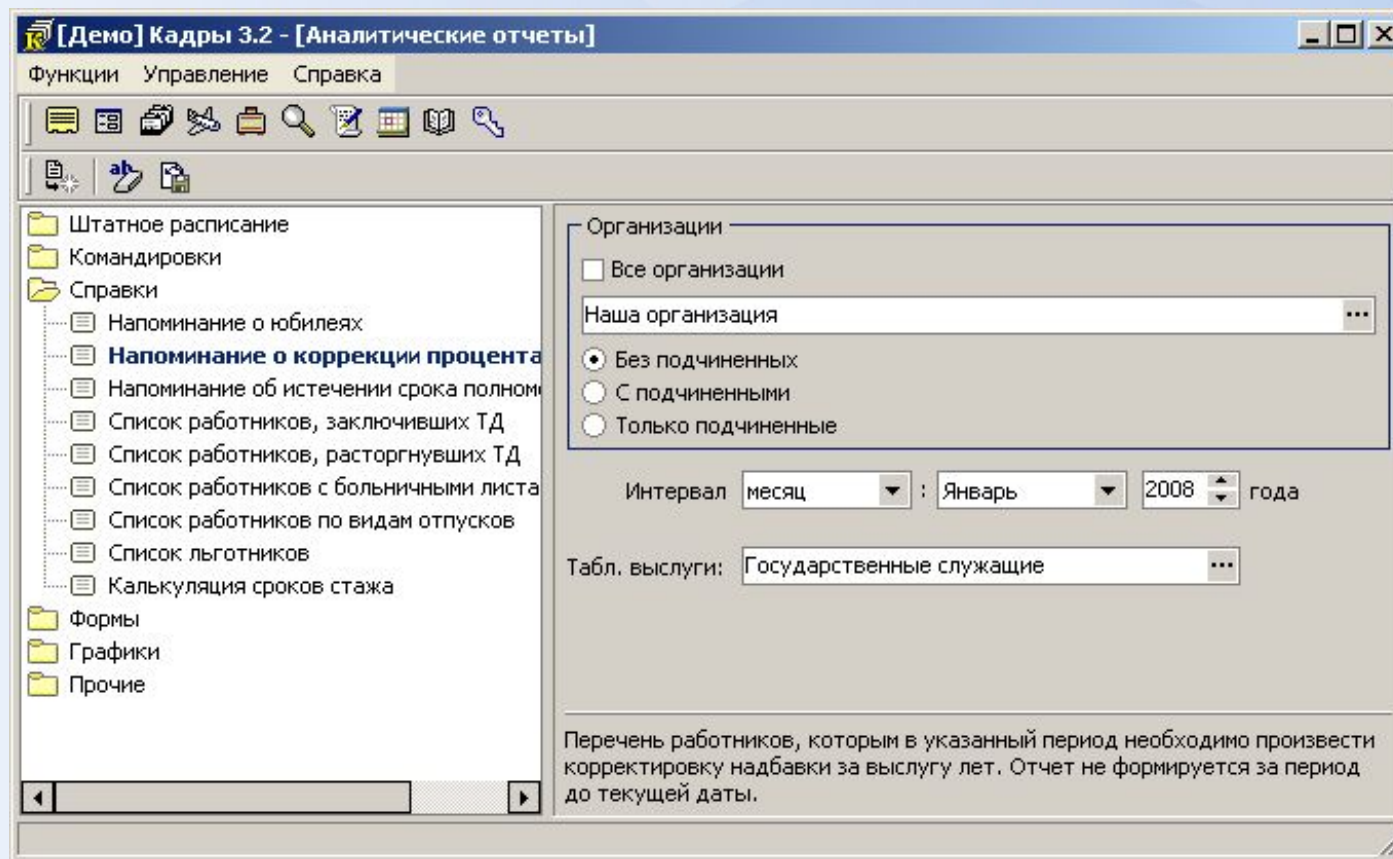 [Демо] Кадры 3.2 - [Аналитические отчеты]
Функции Управление Справка
Штатное расписание
Командировки
Справки
Напоминание о юбилеях
Напоминание о коррекции процента
Напоминание об истечении срока полном
Список работников, заключивших ТД
Список работников, расторгнувших ТД
Список работников с больничными листа
Список работников по видам отпусков
Список льготников
Калькуляция сроков стажа
Формы
Графики
Прочие
Организации
Все организации
Наша организация ...
Без подчиненных
С подчиненными
Только подчиненные
Интервал месяц : Январь 2008 года
Табл. выслуги: Государственные служащие ...
Перечень работников, которым в указанный период необходимо произвести
корректировку надбавки за выслугу лет. Отчет не формируется за период
до текущей даты.